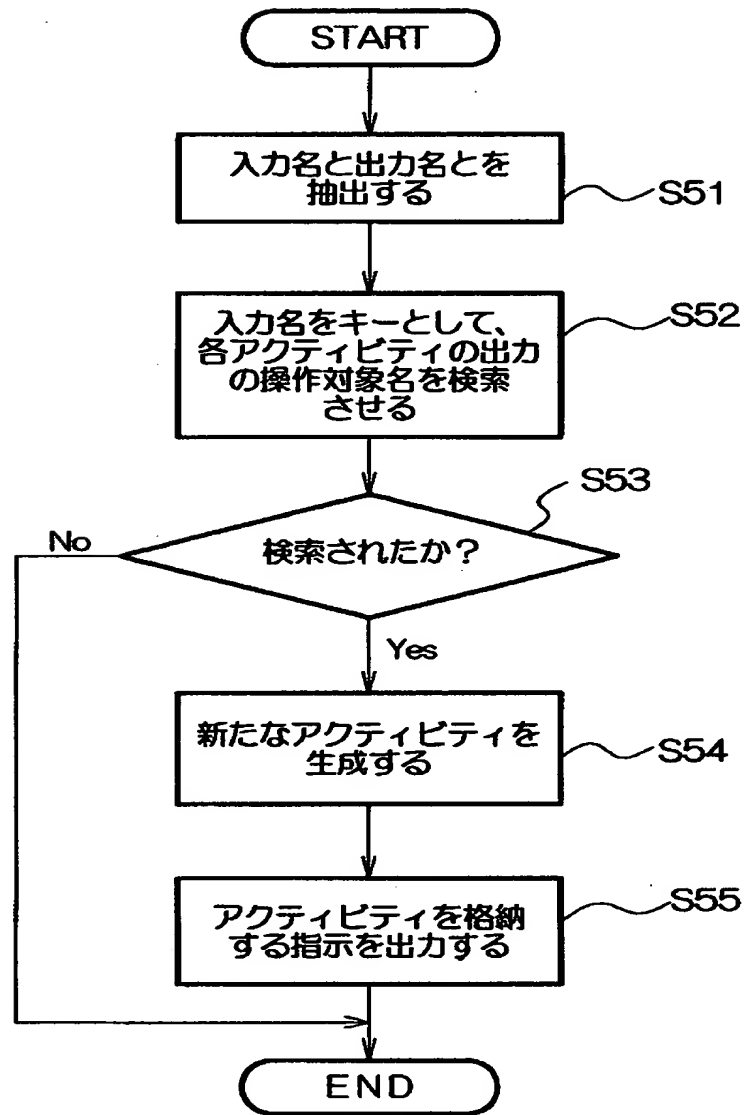 START
入力名と出力名とを
抽出する
S51
入力名をキーとして、
各アクティビティの出力
の操作対象名を検索
させる
S52
検索されたか？
S53
No
Yes
新たなアクティビティを
生成する
S54
アクティビティを格納
する指示を出力する
S55
END